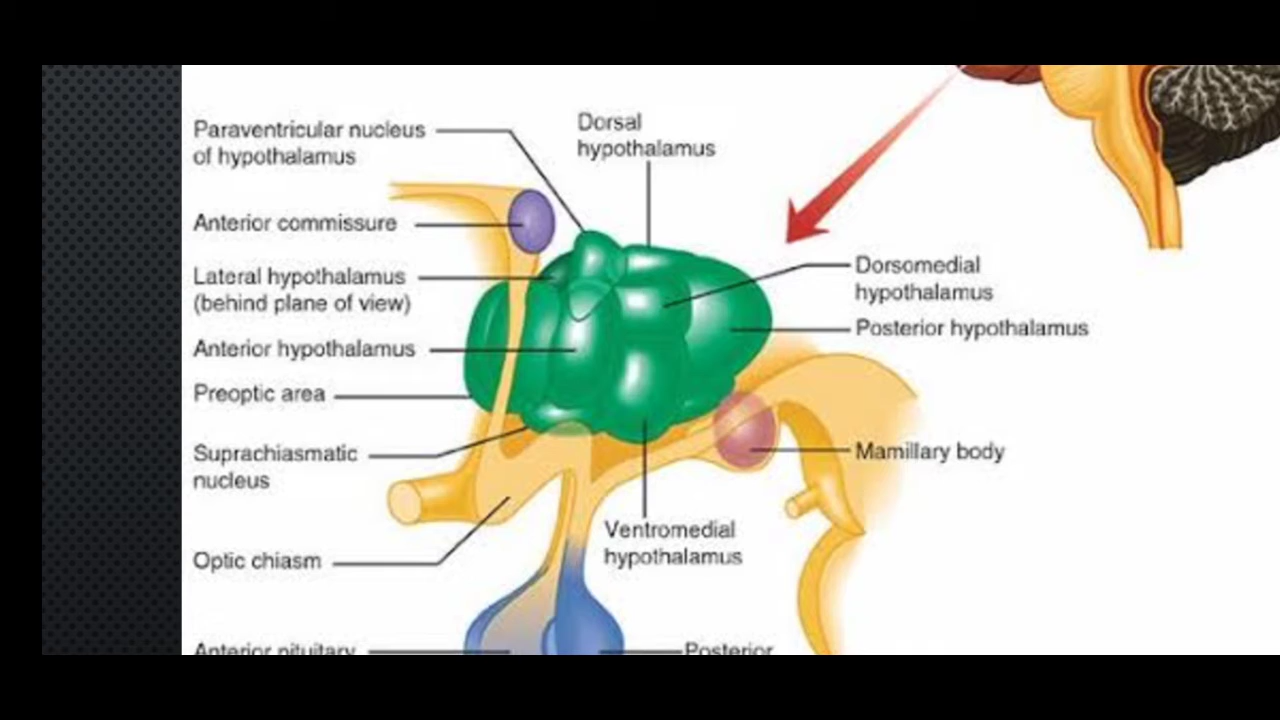 Paraventricular nucleus
of hypothalamus
Dorsal
hypothalamus
Anterior commissure
Lateral hypothalamus
(behind plane of view)
Dorsomedial
hypothalamus
Anterior hypothalamus
Posterior hypothalamus
Preoptic area
Suprachiasmatic
nucleus
Mamillary body
Ventromedial
hypothalamus
Optic chiasm
Anterior pituitary
Posterior